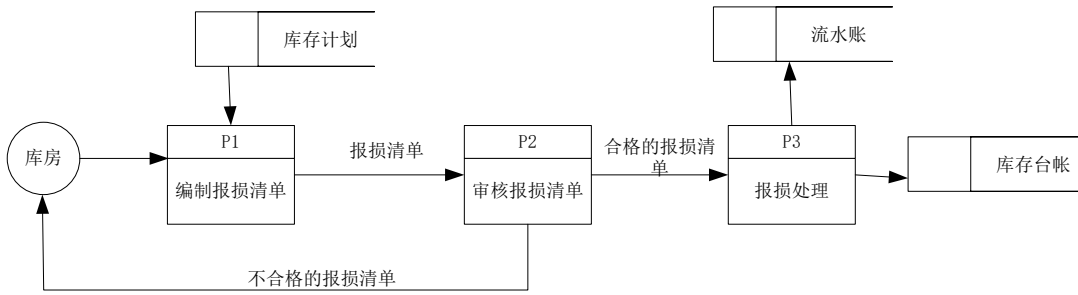 库存计划
流水账
P1
P2
P3
库房
报损清单
合格的报损清
单
库存台帐
编制报损清单
审核报损清单
报损处理
不合格的报损清单